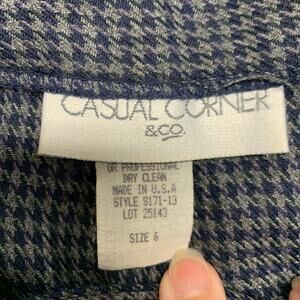 CASUAL CORNER
&CO.
OR PROFESSIONAL
DRY CLEAN
MADE IN U.S.A
STYLE 8171-13
LOT 25143
SIZE 6